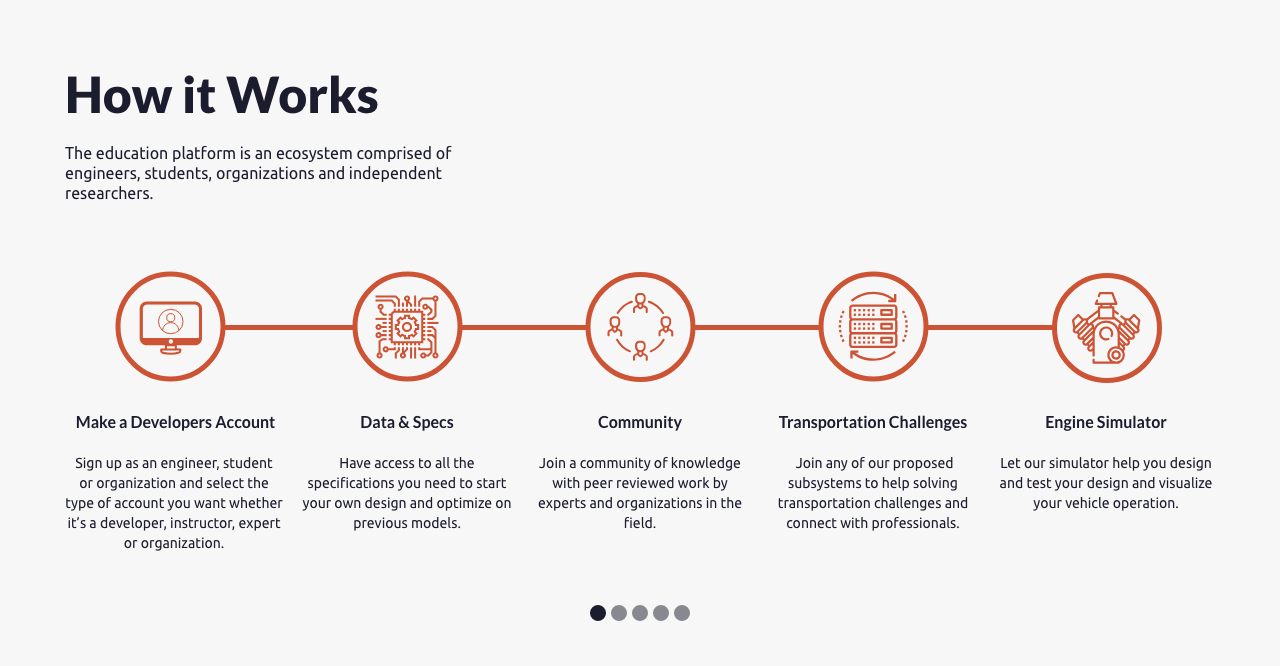 How it Works
The education platform is an ecosystem comprised of
engineers, students, organizations and independent
researchers.
Make a Developers Account
Sign up as an engineer, student
or organization and select the
type of account you want whether
it’s a developer, instructor, expert
or organization.
Data & Specs
Have access to all the
specifications you need to start
your own design and optimize on
previous models.
Community
Join a community of knowledge
with peer reviewed work by
experts and organizations in the
field.
Transportation Challenges
Join any of our proposed
subsystems to help solving
transportation challenges and
connect with professionals.
Engine Simulator
Let our simulator help you design
and test your design and visualize
your vehicle operation.